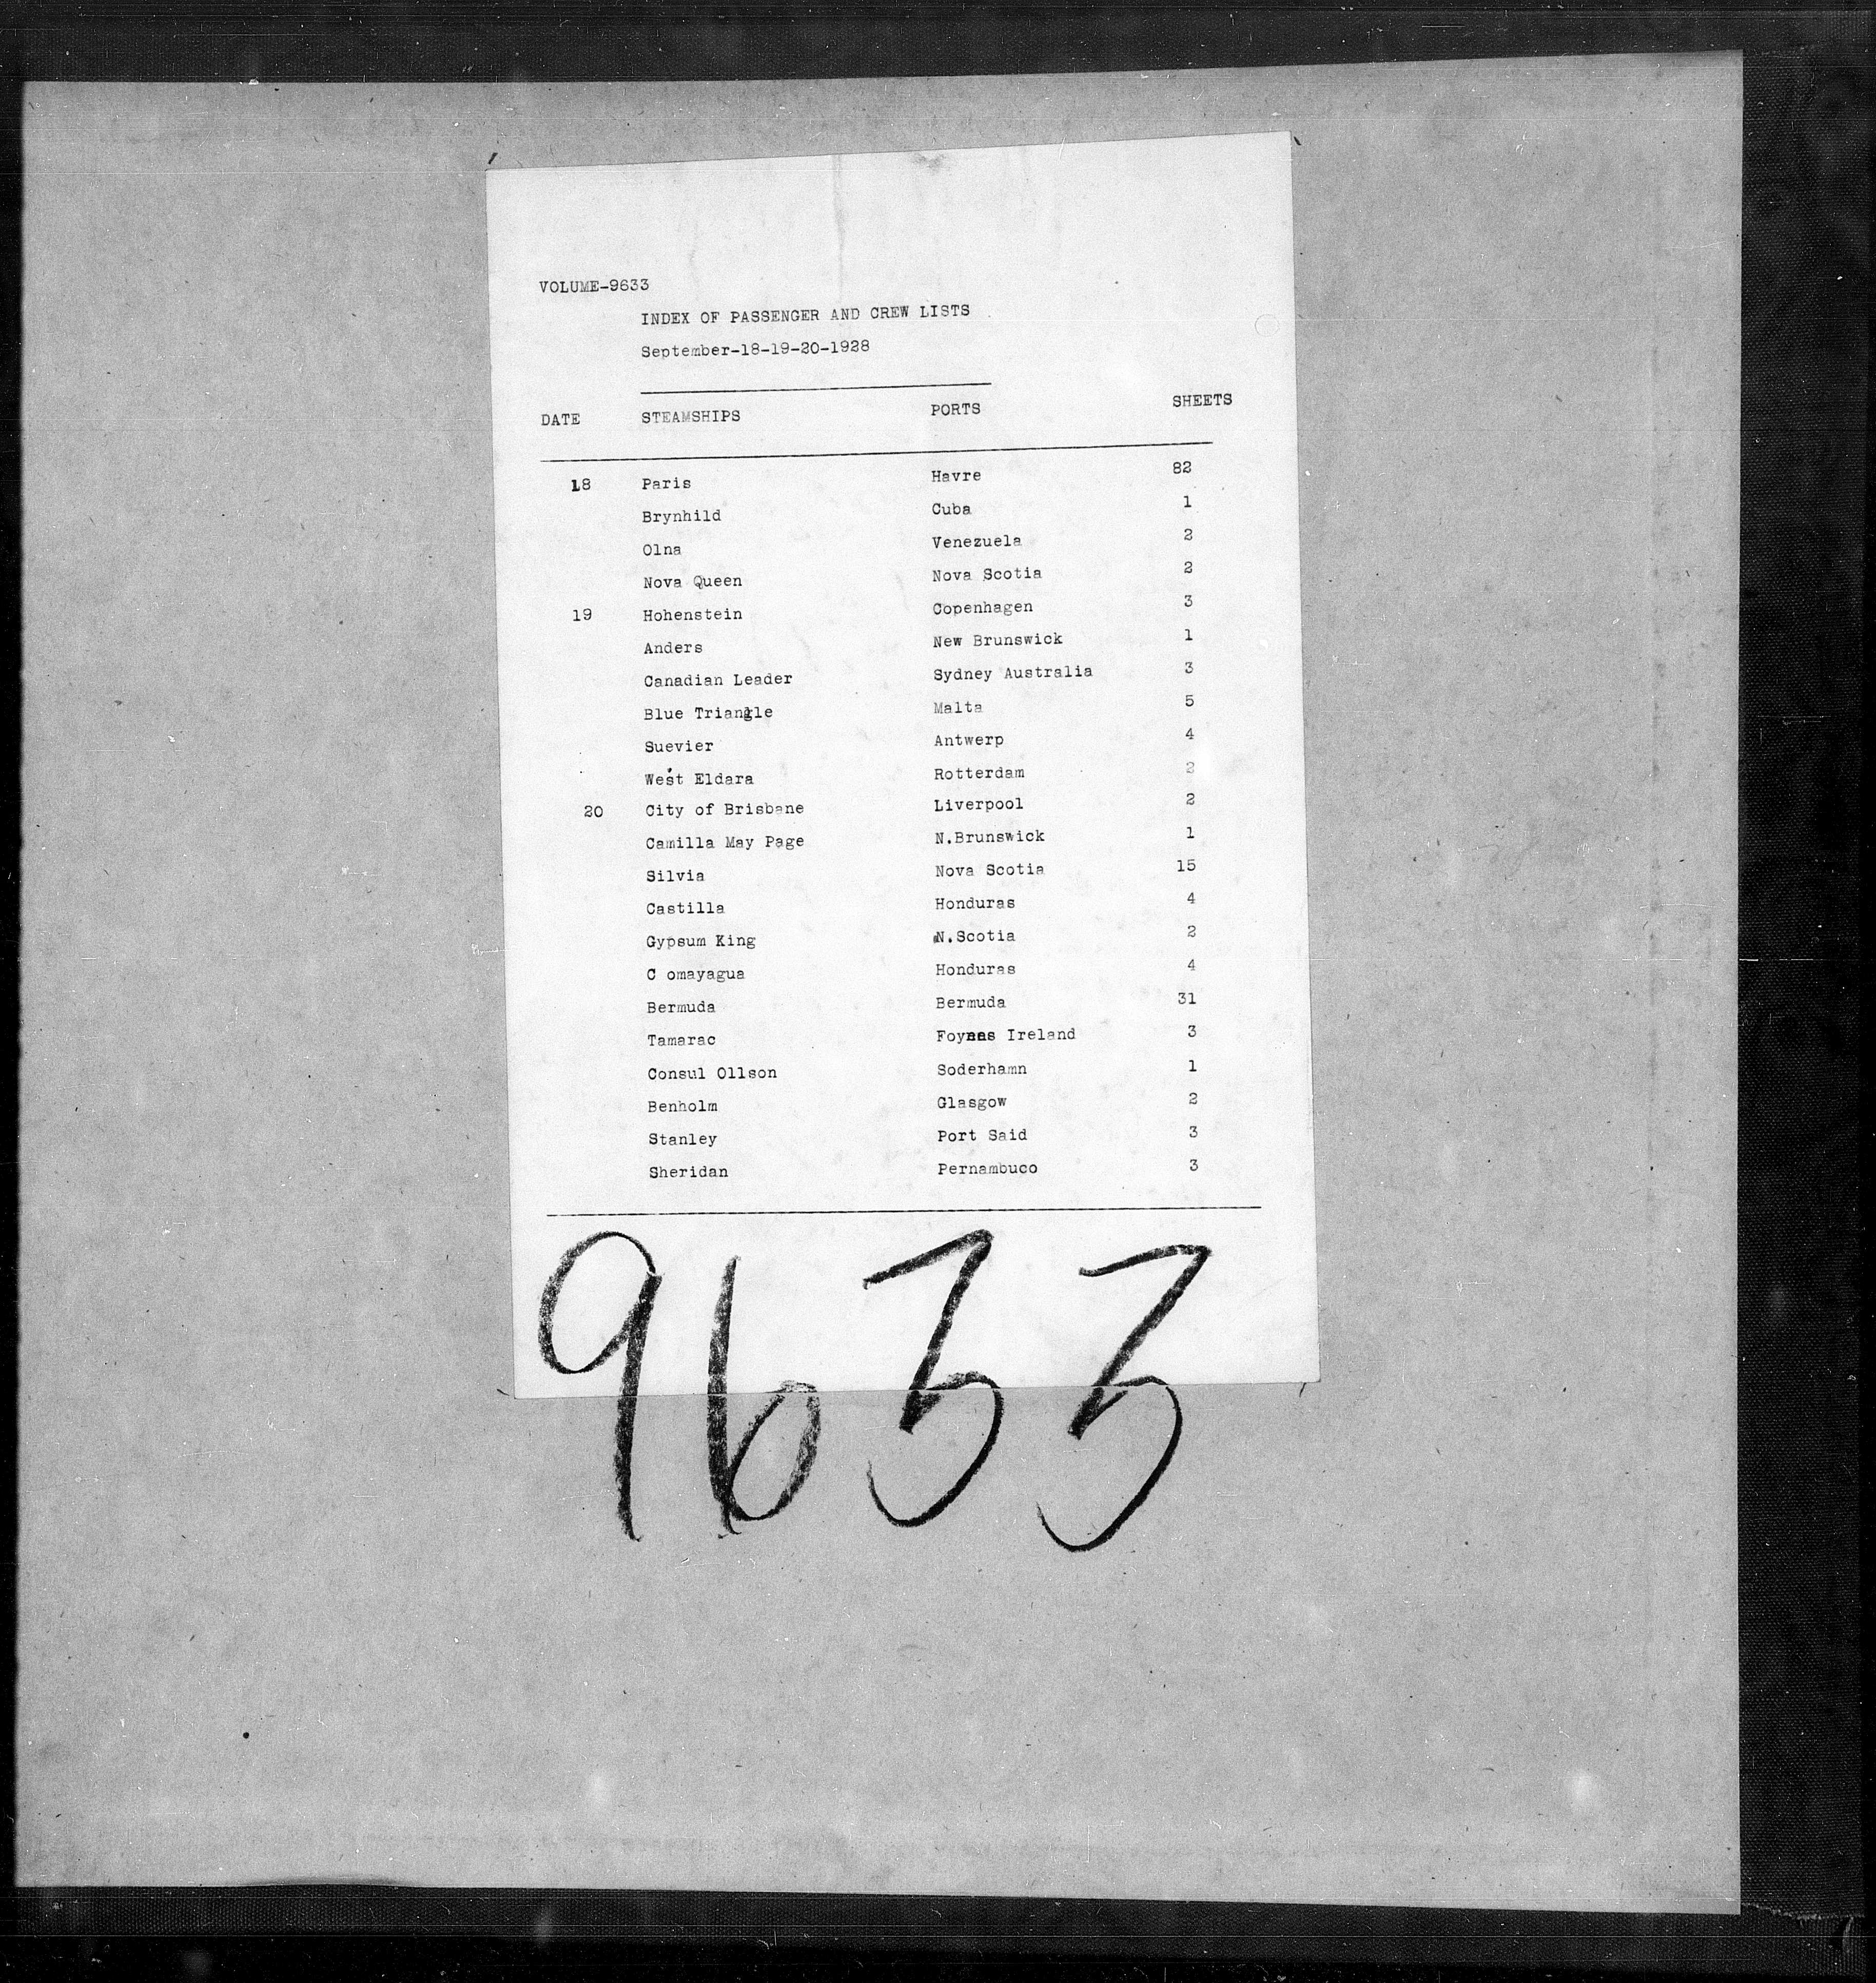 VOLUME-9633
INDEX OF PASSENGER AND CREW LISTS
September-18-19-20-1928
DATE STEAMSHIPS PORTS SHEETS
18 Paris Havre 82
Brynhild Cuba 1
Olna Venezuela 2
Nova Queen Nova Scotia 2
19 Hohenstein Copenhagen 3
Anders New Brunswick 1
Canadian Leader Sydney Australia 3
Blue Triangle Malta 5
Suevier Antwerp 4
West Eldara Rotterdam 2
20 City of Brisbane Liverpool 2
Camilla May Page N.Brunswick 1
Silvia Nova Scotia 15
Castilla Honduras 4
Gypsum King N.Scotia 2
C omayagua Honduras 4
Bermuda Bermuda 31
Tamarac Ireland 3
Consul Ollson Soderhamn 1
Benholm Glasgow 2
Stanley Port Said 3
Sheridan Pernambuco 3
9633